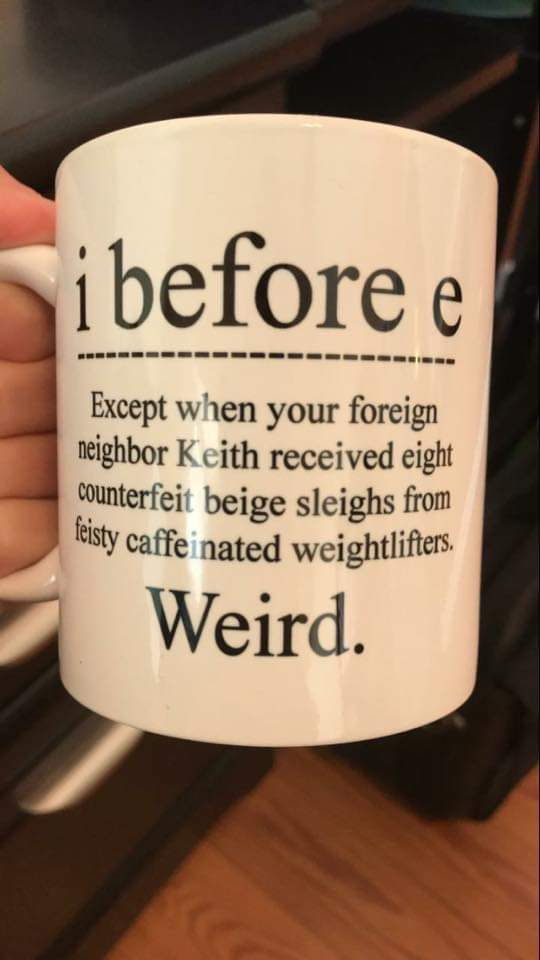 i before e
Except when your foreign
neighbor Keith received eight
counterfeit beige sleighs from
feisty caffeinated weightlifters.
Weird.